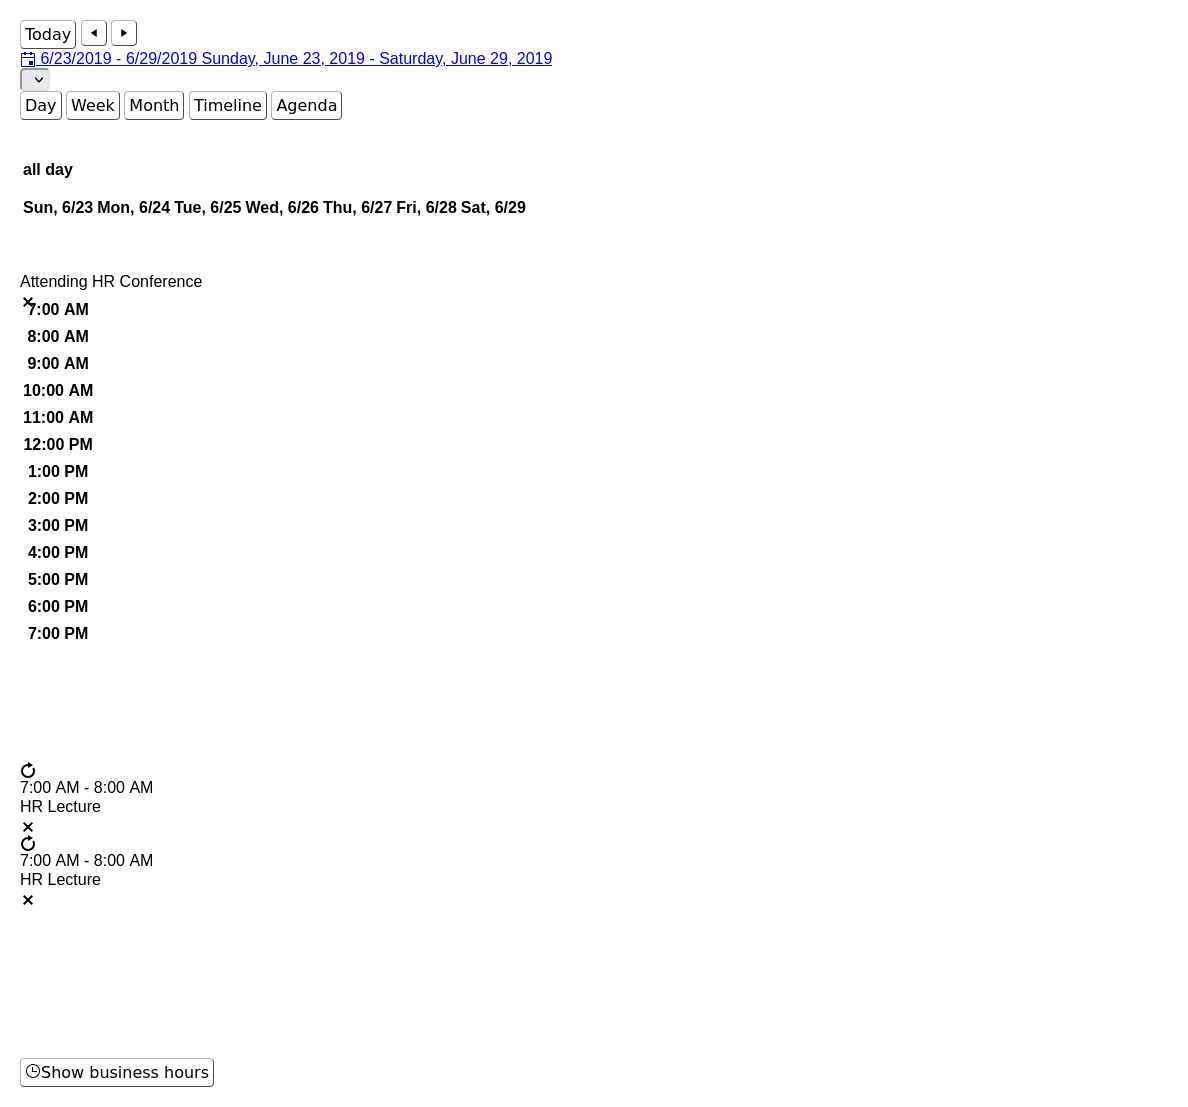 Today
6/23/2019 - 6/29/2019 Sunday, June 23, 2019 - Saturday, June 29, 2019
Day Week Month Timeline Agenda
all day
Sun, 6/23 Mon, 6/24 Tue, 6/25 Wed, 6/26 Thu, 6/27 Fri, 6/28 Sat, 6/29
Attending HR Conference
7:00 AM
8:00 AM
9:00 AM
10:00 AM
11:00 AM
12:00 PM
1:00 PM
2:00 PM
3:00 PM
4:00 PM
5:00 PM
6:00 PM
7:00 PM
7:00 AM - 8:00 AM
HR Lecture
7:00 AM - 8:00 AM
HR Lecture
Show business hours